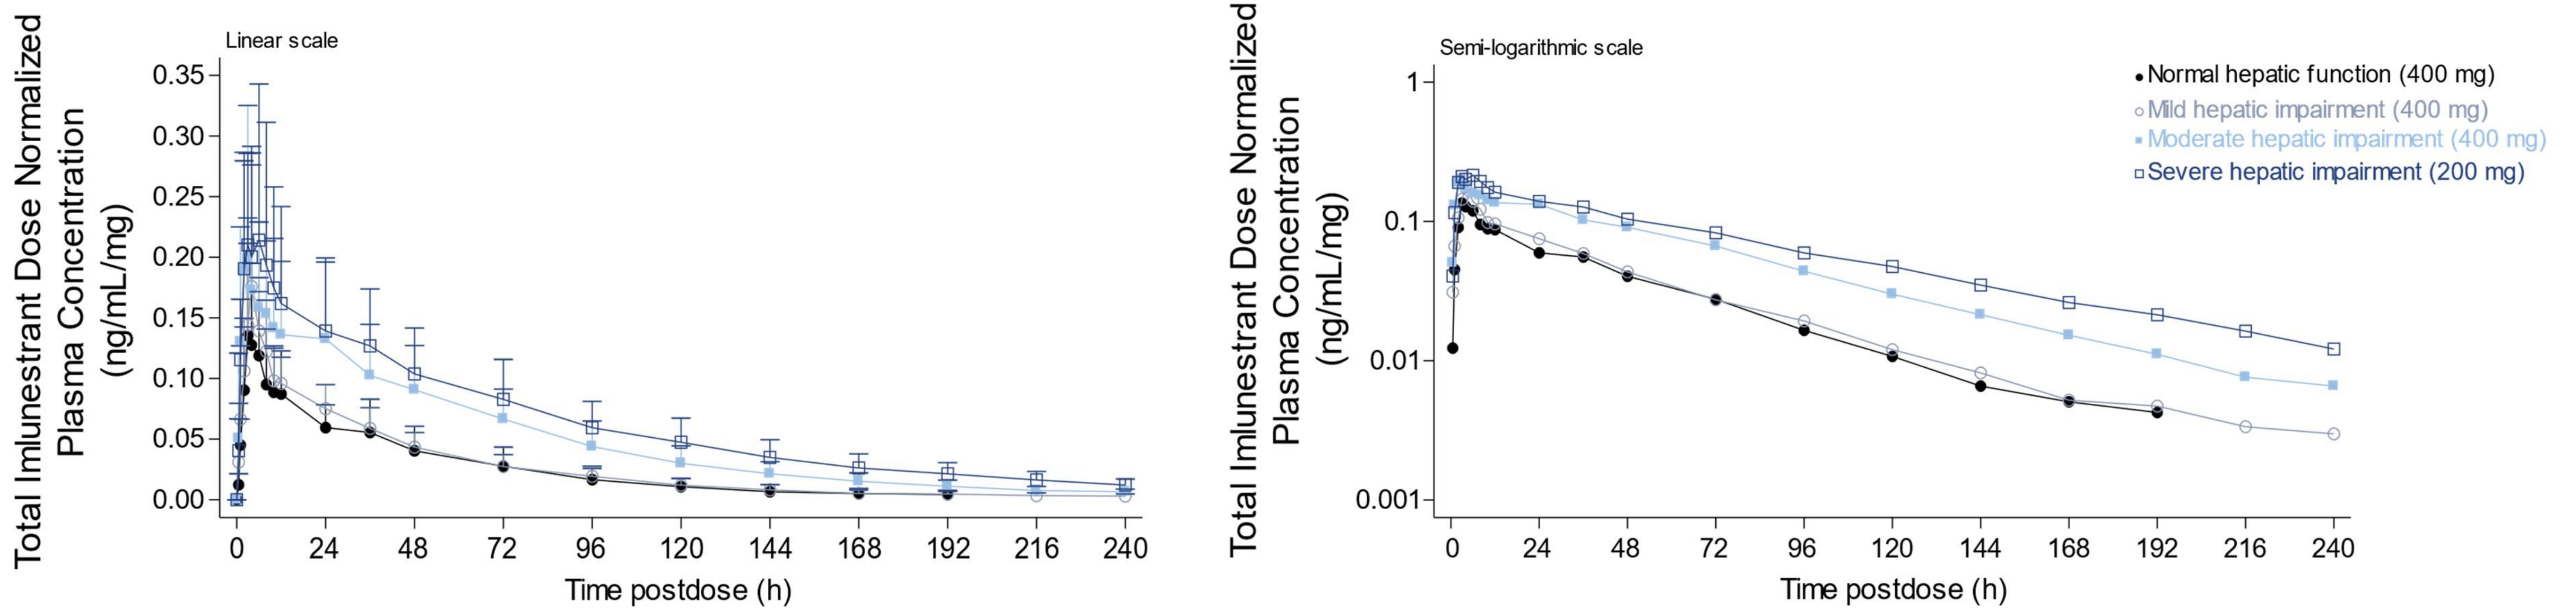 Total Imlunestrant Dose Normalized
Plasma Concentration
(ng/mL/mg)
Linear scale
0.35
0.30
0.25
0.20
0.15
0.10
0.05
0.00
0 24 48 72 96 120 144 168 192 216 240
Time postdose (h)
Total Imlunestrant Dose Normalized
Plasma Concentration
(ng/mL/mg)
Semi-logarithmic scale
1
0.1
0.01
0.001
0 24 48 72 96 120 144 168 192 216 240
Time postdose (h)
Normal hepatic function (400 mg)
Mild hepatic impairment (400 mg)
Moderate hepatic impairment (400 mg)
Severe hepatic impairment (200 mg)